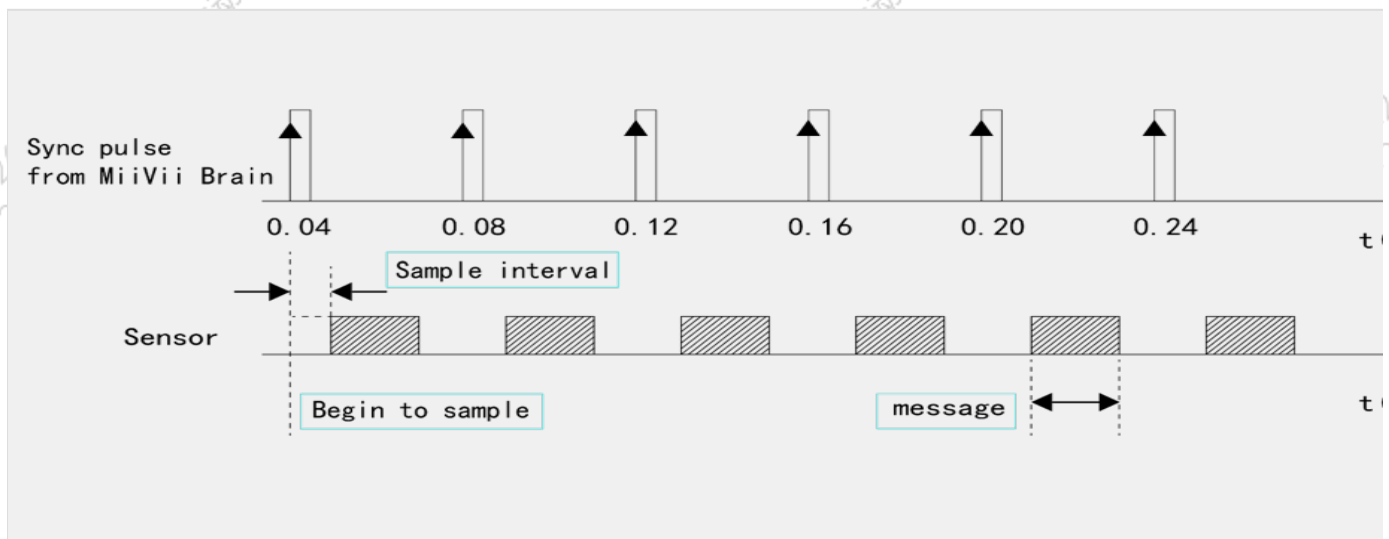 Sync pulse
from MiiVii Brain
0.04 0.08 0.12 0.16 0.20 0.24
t(
Sample interval
Sensor
Begin to sample
message
t(